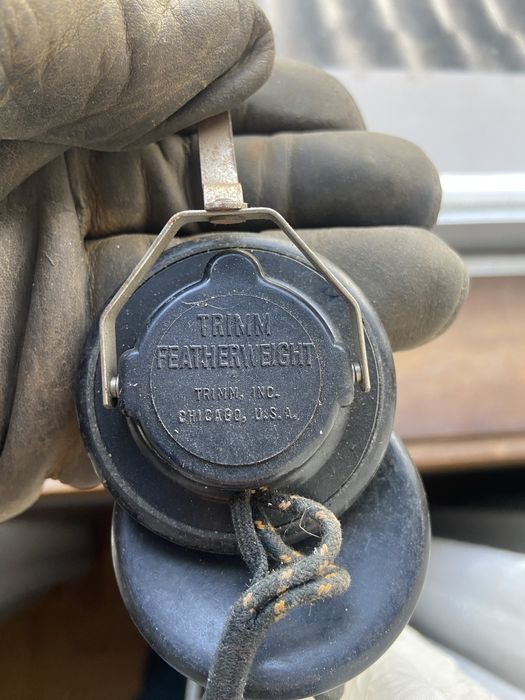 TRIMM
FEATHERWEIGHT
TRIMM, INC.
CHICAGO, U.S.A.